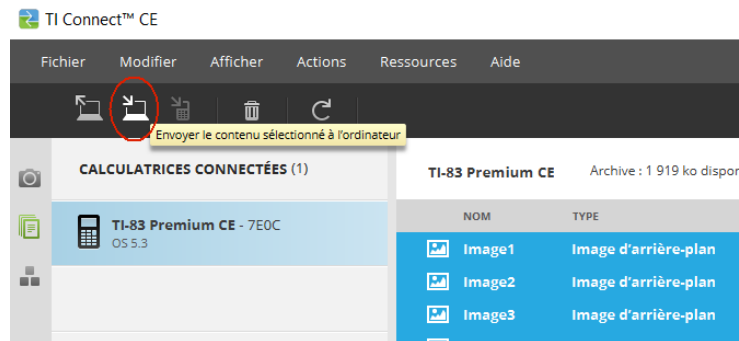 TI Connect™ CE
Fichier Modifier Afficher Actions Ressources Aide
Envoyer le contenu sélectionné à l'ordinateur
CALCULATRICES CONNECTÉES (1)
TI-83 Premium CE Archive : 1 919 ko dispor
NOM TYPE
TI-83 Premium CE - 7E0C
OS 5.3
Image1 Image d'arrière-plan
Image2 Image d'arrière-plan
Image3 Image d'arrière-plan